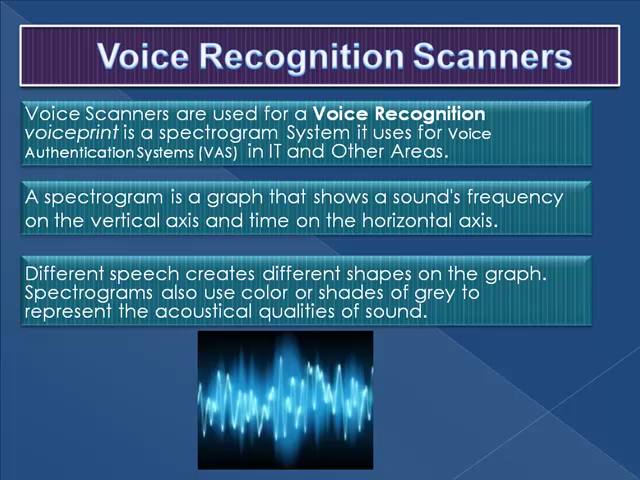 Voice Recognition Scanners
Voice Scanners are used for a Voice Recognition
voiceprint is a spectrogram System it uses for Voice
Authentication Systems (VAS) in IT and Other Areas.
A spectrogram is a graph that shows a sound's frequency
on the vertical axis and time on the horizontal axis.
Different speech creates different shapes on the graph.
Spectrograms also use color or shades of grey to
represent the acoustical qualities of sound.